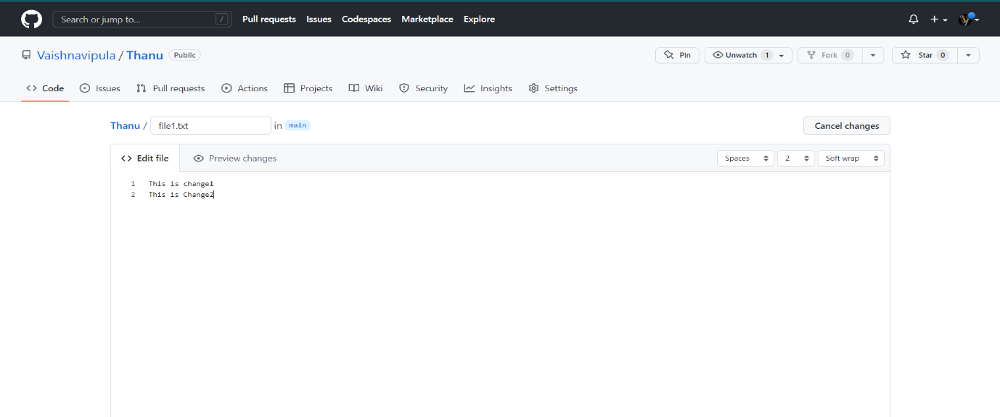 Search or jump to... / Pull requests Issues Codespaces Marketplace Explore
Vaishnavipula / Thanu Public Pin Unwatch 1 Fork 0 Star 0
Code Issues Pull requests Actions Projects Wiki Security Insights Settings
Thanu / file1.txt in main Cancel changes
Edit file Preview changes Spaces 2 Soft wrap
1 This is change1
2 This is Change2